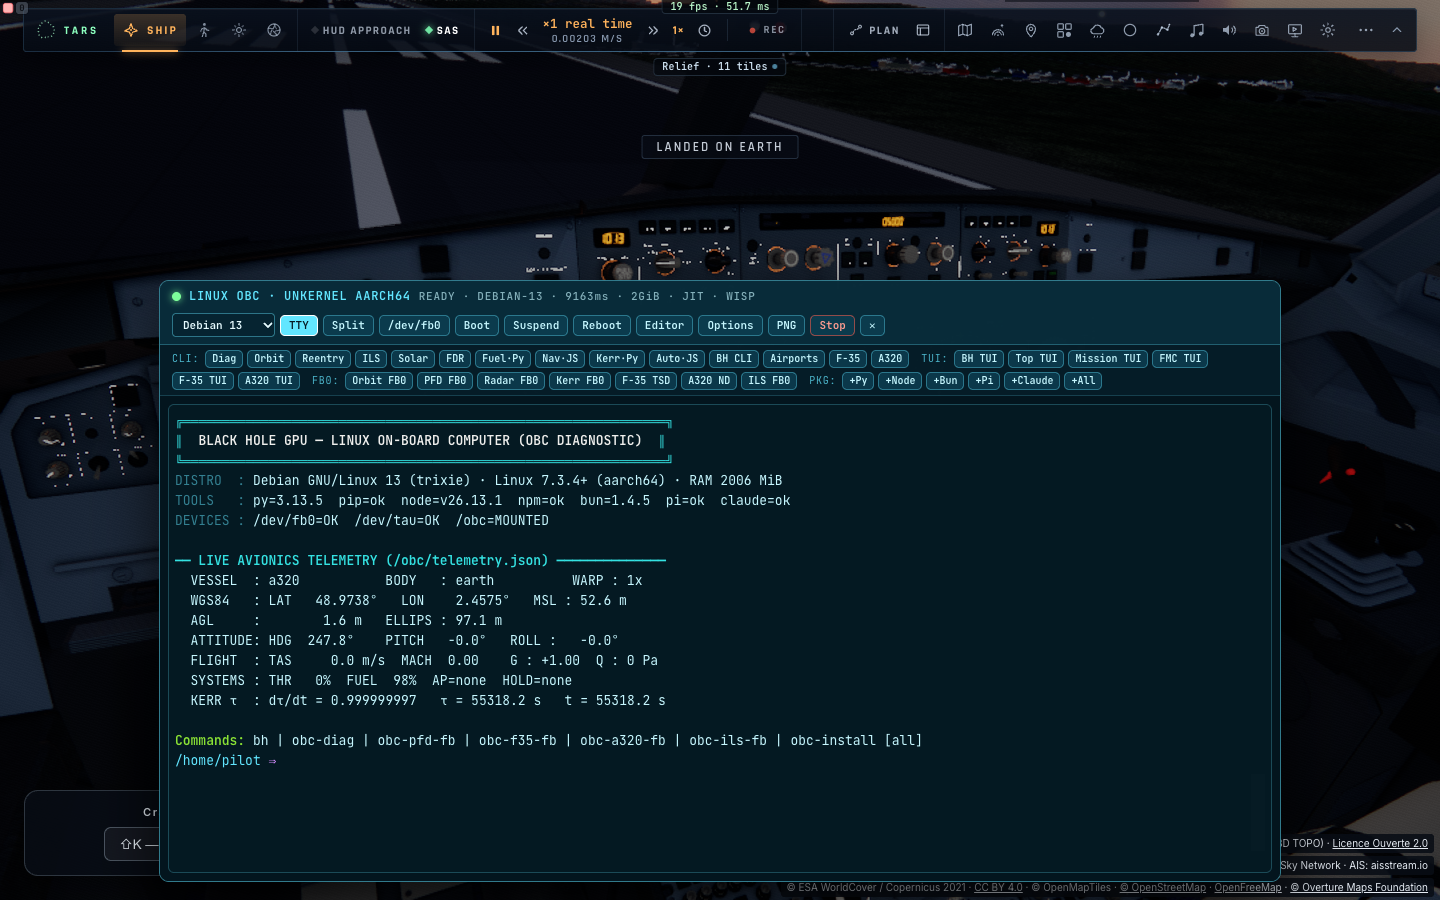 19 fps · 51.7 ms
TARS SHIP HUD APPROACH SAS ×1 real time 1× REC PLAN
0.00203 M/S
Relief · 11 tiles
LANDED ON EARTH
LINUX OBC · UNKERNEL AARCH64 READY · DEBIAN-13 · 9163ms · 2GiB · JIT · WISP
Debian 13 TTY Split /dev/fb0 Boot Suspend Reboot Editor Options PNG Stop ×
CLI: Diag Orbit Reentry ILS Solar FDR Fuel·Py Nav·JS Kerr·Py Auto·JS BH CLI Airports F-35 A320 TUI: BH TUI Top TUI Mission TUI FMC TUI
F-35 TUI A320 TUI FB0: Orbit FB0 PFD FB0 Radar FB0 Kerr FB0 F-35 TSD A320 ND ILS FB0 PKG: +Py +Node +Bun +Pi +Claude +All
BLACK HOLE GPU — LINUX ON-BOARD COMPUTER (OBC DIAGNOSTIC)
DISTRO : Debian GNU/Linux 13 (trixie) · Linux 7.3.4+ (aarch64) · RAM 2006 MiB
TOOLS : py=3.13.5 pip=ok node=v26.13.1 npm=ok bun=1.4.5 pi=ok claude=ok
DEVICES : /dev/fb0=OK /dev/tau=OK /obc=MOUNTED
── LIVE AVIONICS TELEMETRY (/obc/telemetry.json) ──────────────
VESSEL : a320 BODY : earth WARP : 1x
WGS84 : LAT 48.9738° LON 2.4575° MSL : 52.6 m
AGL : 1.6 m ELLIPS : 97.1 m
ATTITUDE: HDG 247.8° PITCH -0.0° ROLL : -0.0°
FLIGHT : TAS 0.0 m/s MACH 0.00 G : +1.00 Q : 0 Pa
SYSTEMS : THR 0% FUEL 98% AP=none HOLD=none
KERR τ : dτ/dt = 0.999999997 τ = 55318.2 s t = 55318.2 s
Commands: bh | obc-diag | obc-pfd-fb | obc-f35-fb | obc-a320-fb | obc-ils-fb | obc-install [all]
/home/pilot ⇒
Cr
⇧K —
3D TOPO) · Licence Ouverte 2.0
Sky Network · AIS: aisstream.io
© ESA WorldCover / Copernicus 2021 · CC BY 4.0 · © OpenMapTiles · © OpenStreetMap · OpenFreeMap · © Overture Maps Foundation